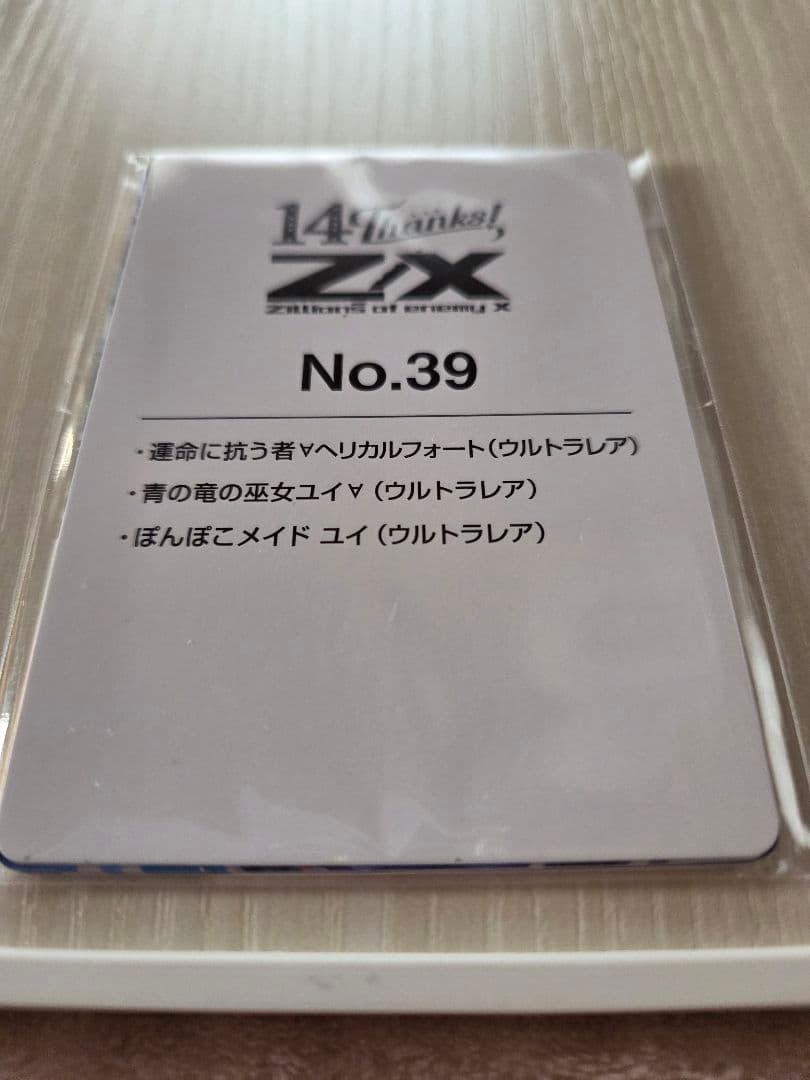 14 Thanks!,
Z/X
Zillions of enemy X
No.39
・運命に抗う者∀ヘリカルフォート(ウルトラレア)
・青の竜の巫女ユイ∀ (ウルトラレア)
・ぽんぽこメイド ユイ (ウルトラレア)